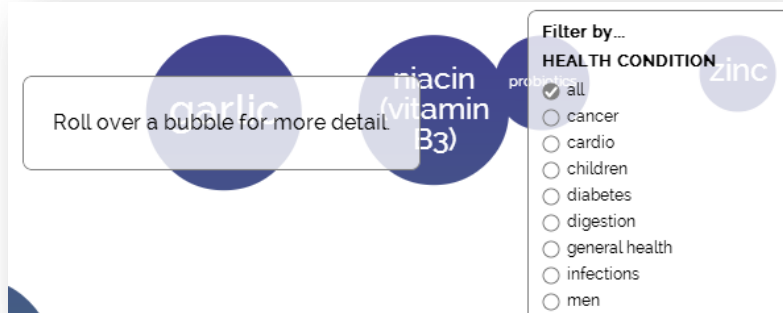 garlic
Roll over a bubble for more detail.
niacin
(vitamin
B3)
probiotics
zinc
Filter by...
HEALTH CONDITION
all
cancer
cardio
children
diabetes
digestion
general health
infections
men